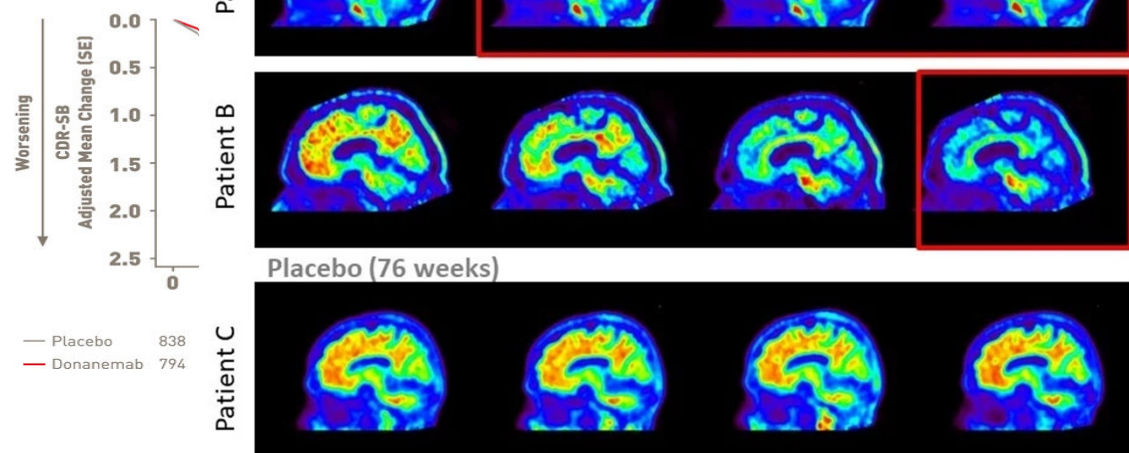 Worsening
CDR-SB
Adjusted Mean Change (SE)
0.0
0.5
1.0
1.5
2.0
2.5
0
Placebo 838
Donanemab 794
Patient B
Placebo (76 weeks)
Patient C